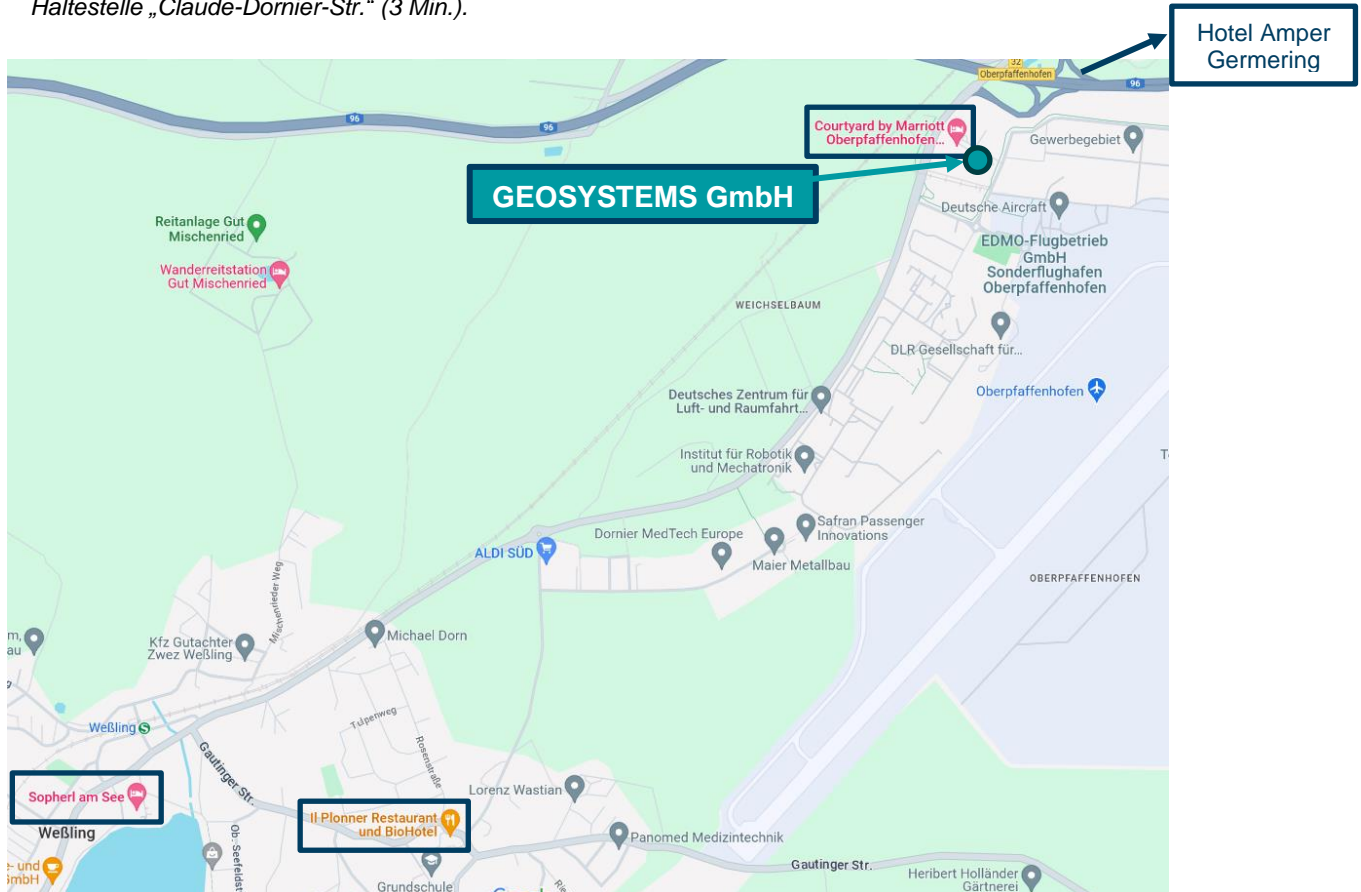 Haltestelle „Claude-Dornier-Str.“ (3 Min.).
Hotel Amper
Germering
32
Oberpfaffenhofen
96
96
96
Courtyard by Marriott
Oberpfaffenhofen...
Gewerbegebiet
GEOSYSTEMS GmbH
Deutsche Aircraft
Reitanlage Gut
Mischenried
EDMO-Flugbetrieb
GmbH
Sonderflughafen
Oberpfaffenhofen
Wanderreitstation
Gut Mischenried
WEICHSELBAUM
DLR Gesellschaft für...
Deutsches Zentrum für
Luft- und Raumfahrt...
Oberpfaffenhofen
Institut für Robotik
und Mechatronik
Safran Passenger
Innovations
Dornier MedTech Europe
ALDI SÜD
Maier Metallbau
OBERPFAFFENHOFEN
Mischenrieder Weg
Michael Dorn
Kfz Gutachter
Zwez Weßling
Tulpenweg
Weßling S
Rosenstraße
Gautinger Str.
Sopherl am See
Lorenz Wastian
Il Plonner Restaurant
und BioHotel
Weßling
Panomed Medizintechnik
Gautinger Str.
Heribert Holländer
Gärtnerei
Grundschule